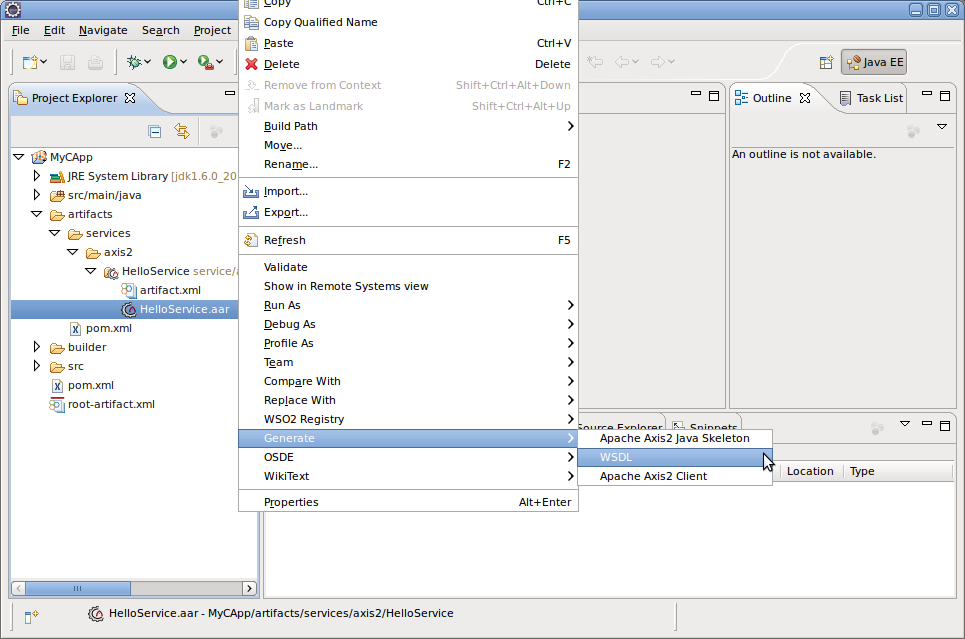 Copy Ctrl+C
Copy Qualified Name
File Edit Navigate Search Project
Paste Ctrl+V
Delete Delete
Java EE
Remove from Context Shift+Ctrl+Alt+Down
Project Explorer
Outline
Task List
Mark as Landmark Shift+Ctrl+Alt+Up
Build Path
Move...
Rename... F2
An outline is not available.
MyCApp
JRE System Library [jdk1.6.0_20
src/main/java
artifacts
services
axis2
HelloService service/
artifact.xml
HelloService.aar
pom.xml
builder
src
pom.xml
root-artifact.xml
Import...
Export...
Refresh F5
Validate
Show in Remote Systems view
Run As
Debug As
Profile As
Team
Compare With
Replace With
WSO2 Registry
Generate
OSDE
WikiText
Properties Alt+Enter
Source Explorer
Snippets
Apache Axis2 Java Skeleton
WSDL
Apache Axis2 Client
Location Type
HelloService.aar - MyCApp/artifacts/services/axis2/HelloService